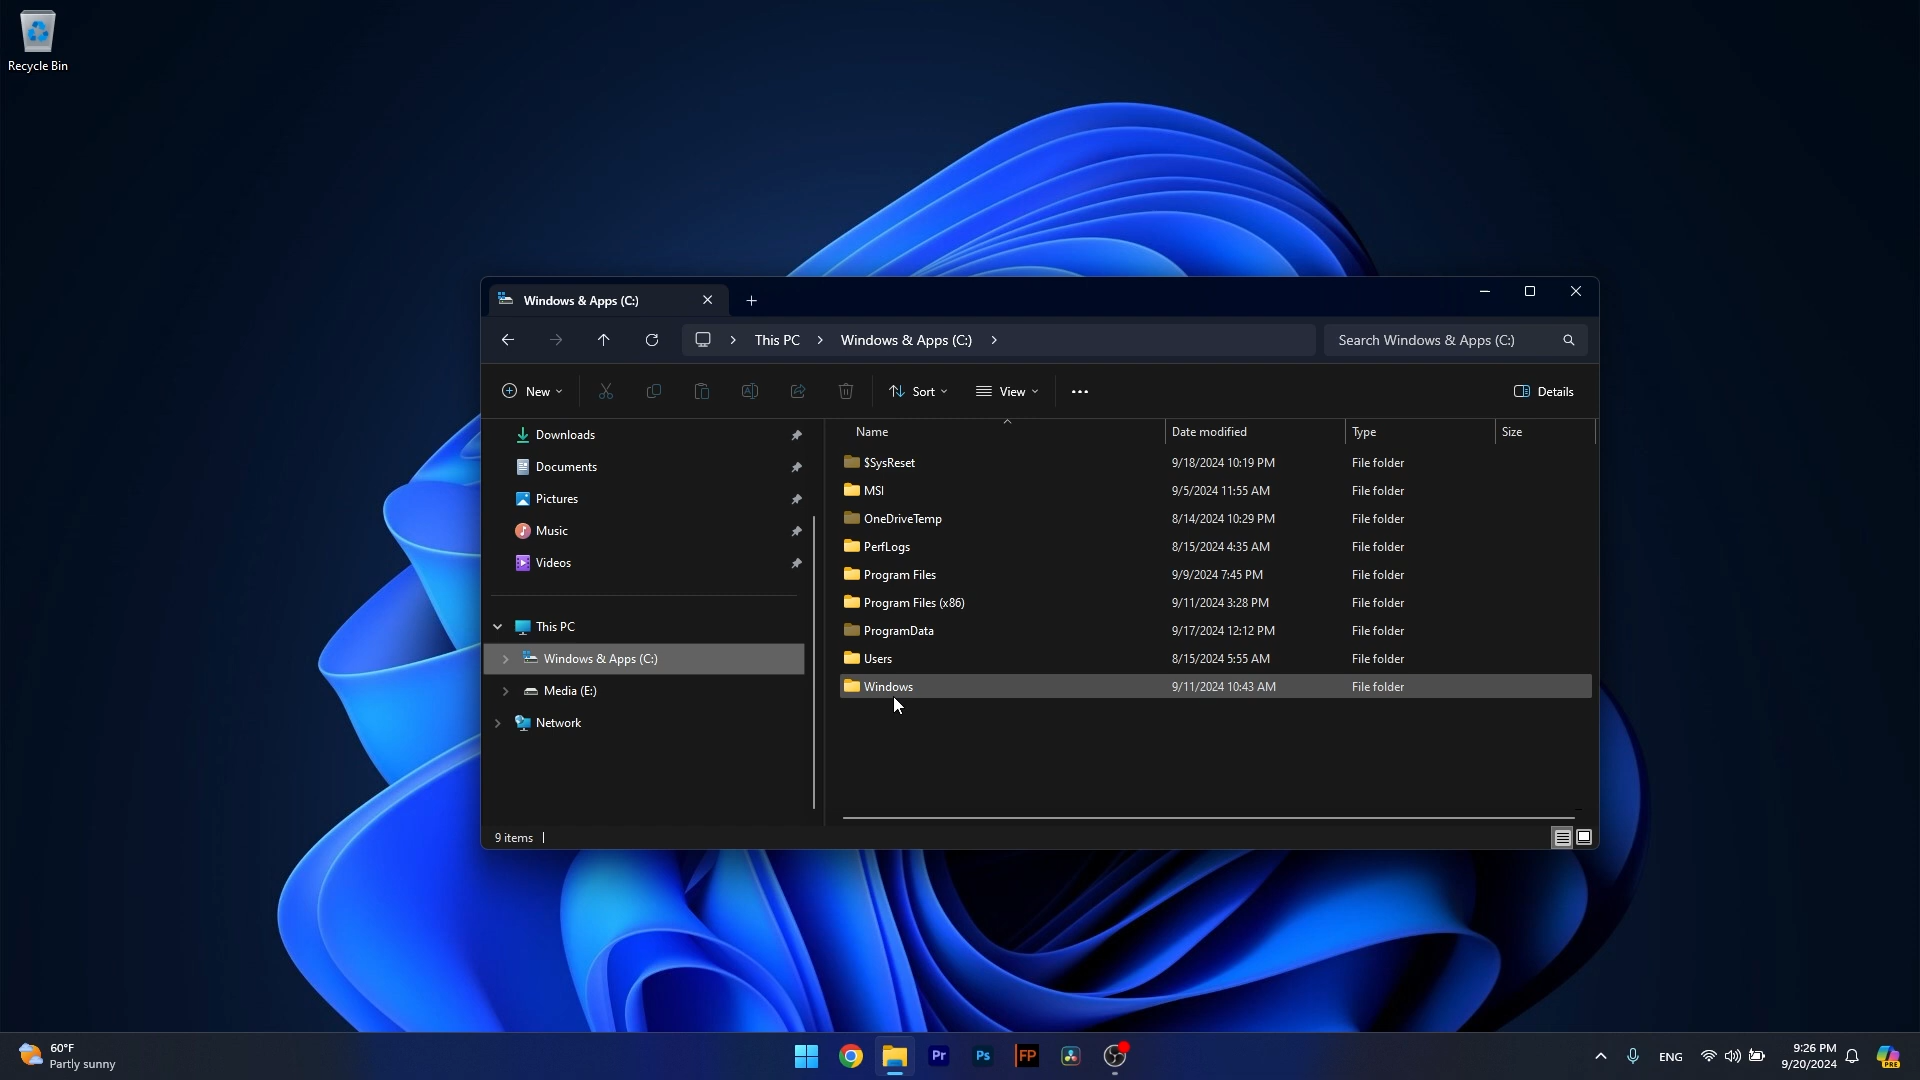 Recycle Bin
Windows & Apps (C:)
This PC
Windows & Apps (C:)
Search Windows & Apps (C:)
New
Sort
View
Details
Downloads
Documents
Pictures
Music
Videos
This PC
Windows & Apps (C:)
Media (E:)
Network
Name Date modified Type Size
$SysReset 9/18/2024 10:19 PM File folder
MSI 9/5/2024 11:55 AM File folder
OneDriveTemp 8/14/2024 10:29 PM File folder
PerfLogs 8/15/2024 4:35 AM File folder
Program Files 9/9/2024 7:45 PM File folder
Program Files (x86) 9/11/2024 3:28 PM File folder
ProgramData 9/17/2024 12:12 PM File folder
Users 8/15/2024 5:55 AM File folder
Windows 9/11/2024 10:43 AM File folder
9 items
60°F
Partly sunny
Pr
Ps
FP
ENG
9:26 PM
9/20/2024
PRE